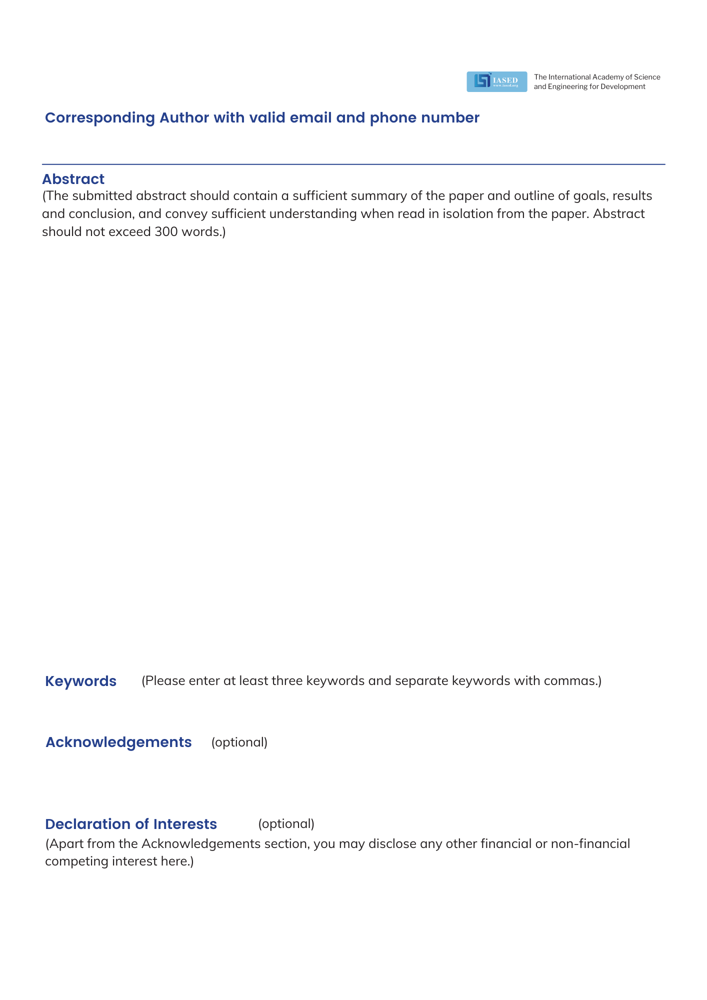 IASED
www.iased.org
The International Academy of Science
and Engineering for Development
Corresponding Author with valid email and phone number
Abstract
(The submitted abstract should contain a sufficient summary of the paper and outline of goals, results
and conclusion, and convey sufficient understanding when read in isolation from the paper. Abstract
should not exceed 300 words.)
Keywords (Please enter at least three keywords and separate keywords with commas.)
Acknowledgements (optional)
Declaration of Interests (optional)
(Apart from the Acknowledgements section, you may disclose any other financial or non-financial
competing interest here.)